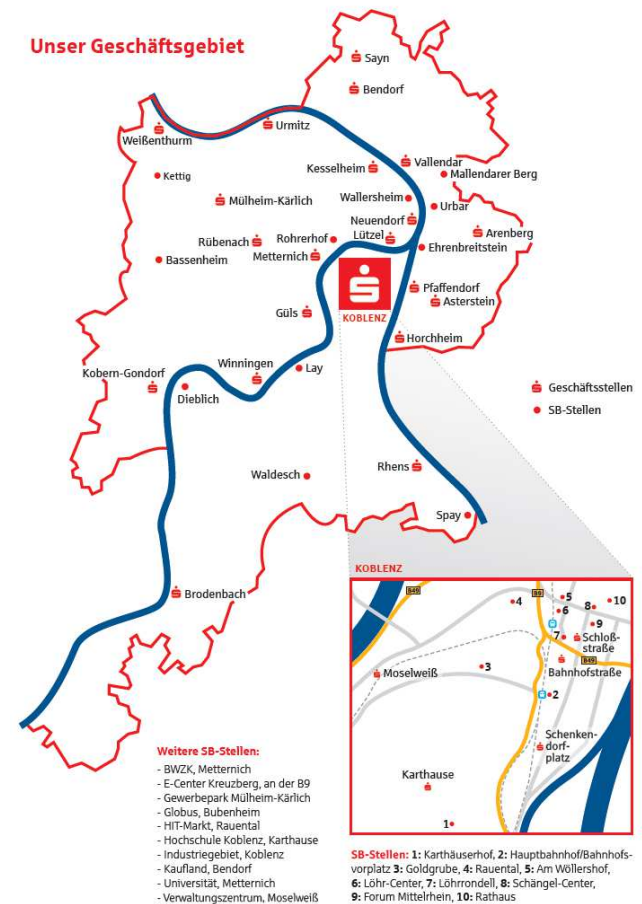 Unser Geschäftsgebiet
Sayn
Bendorf
Urmitz
Weißenthurm
Vallendar
Kesselheim
Mallendarer Berg
Kettig
Wallersheim
Mülheim-Kärlich
Urbar
Neuendorf
Arenberg
Lützel
Rübenach
Rohrerhof
Ehrenbreitstein
Metternich
Bassenheim
Pfaffendorf
Asterstein
Güls
KOBLENZ
Horchheim
Winningen
Lay
Kobern-Gondorf
Dieblich
Geschäftsstellen
SB-Stellen
Rhens
Waldesch
Spay
Brodenbach
KOBLENZ
B49
B9
4
5
10
6
8
9
7
Schloß-
straße
B49
Bahnhofstraße
Moselweiß
3
2
Schenken-
dorf-
platz
Karthause
1
Weitere SB-Stellen:
- BWZK, Metternich
- E-Center Kreuzberg, an der B9
- Gewerbepark Mülheim-Kärlich
- Globus, Bubenheim
- HIT-Markt, Rauental
- Hochschule Koblenz, Karthause
- Industriegebiet, Koblenz
- Kaufland, Bendorf
- Universität, Metternich
- Verwaltungszentrum, Moselweiß
SB-Stellen: 1: Karthäuserhof, 2: Hauptbahnhof/Bahnhofs-
vorplatz 3: Goldgrube, 4: Rauental, 5: Am Wöllershof,
6: Löhr-Center, 7: Löhrrondell, 8: Schängel-Center,
9: Forum Mittelrhein, 10: Rathaus